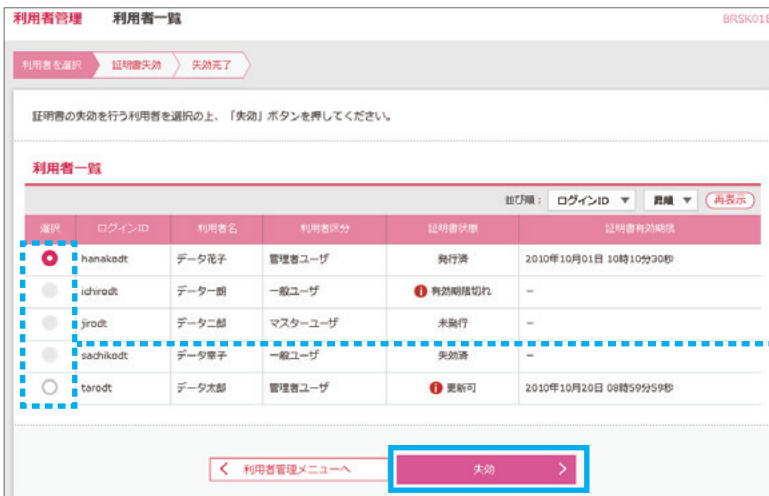 利用者管理 利用者一覧 BRSK018
利用者を選択 証明書失効 失効完了
証明書の失効を行う利用者を選択の上、「失効」ボタンを押してください。
利用者一覧
並び順： ログインID ▼ 昇順 ▼ 再表示
選択 ログインID 利用者名 利用者区分 証明書状態 証明書有効期限
hanakodt データ花子 管理者ユーザ 発行済 2010年10月01日 10時10分30秒
ichirodt データ一朗 一般ユーザ 有効期限切れ －
jirodt データ二郎 マスターユーザ 未発行 －
sachikodt データ幸子 一般ユーザ 失効済 －
tarodt データ太郎 管理者ユーザ 更新可 2010年10月20日 08時59分59秒
利用者管理メニューへ 失効